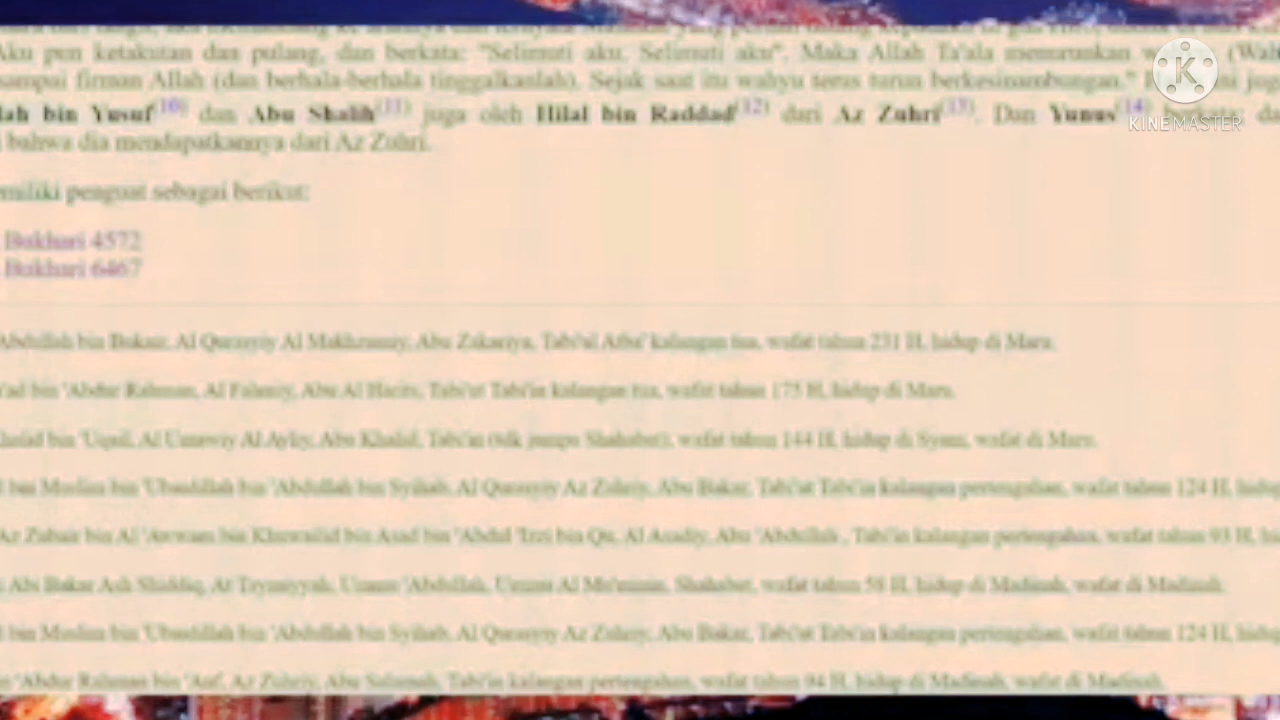 Aku pen ketakutan dan pulang, dan berkata: "Selimuti aku. Selimuti aku". Maka Allah Ta'ala menurunkan (Wah
sampai firman Allah (dan berhala-berhala tinggalkanlah). Sejak saat itu wahyu terus turun berkesinambungan."
lah bin Yusuf(10) dan Abu Shalih(11) juga oleh Hilal bin Raddad(12) dari Az Zuhri(13). Dan Yunus(14)
bahwa dia mendapatkannya dari Az Zuhri.
emiliki penguat sebagai berikut:
Bukhari 4572
Bukhari 6467
'Abdullah bin Bukair, Al Qurasyiy Al Makhzumiy, Abu Zakariya, Tabi'ul Atba' kalangan tua, wafat tahun 231 H, hidup di Maru.
'ad bin 'Abdur Rahman, Al Fahmiy, Abu Al Harits, Tabi'ut Tabi'in kalangan tua, wafat tahun 175 H, hidup di Maru.
Khalid bin 'Uqail, Al Umawiy Al Ayliy, Abu Khalid, Tabi'in (tdk jumpa Shahabat), wafat tahun 144 H, hidup di Syam, wafat di Maru.
bin Muslim bin 'Ubaidillah bin 'Abdullah bin Syihab, Al Qurasyiy Az Zuhriy, Abu Bakar, Tabi'ut Tabi'in kalangan pertengahan, wafat tahun 124 H, hidup
Az Zubair bin Al 'Awwam bin Khuwailid bin Asad bin 'Abdul 'Izzi bin Qu, Al Asadiy, Abu 'Abdullah , Tabi'in kalangan pertengahan, wafat tahun 93 H,
Abi Bakar Ash Shiddiq, At Taymiyyah, Ummu 'Abdullah, Ummu Al Mu'minin, Shahabat, wafat tahun 58 H, hidup di Madinah, wafat di Madinah.
bin Muslim bin 'Ubaidillah bin 'Abdullah bin Syihab, Al Qurasyiy Az Zuhriy, Abu Bakar, Tabi'ut Tabi'in kalangan pertengahan, wafat tahun 124 H, hidup
'Abdur Rahman bin 'Auf, Az Zuhriy, Abu Salamah, Tabi'in kalangan pertengahan, wafat tahun 94 H, hidup di Madinah, wafat di Madinah.
K
KINEMASTER